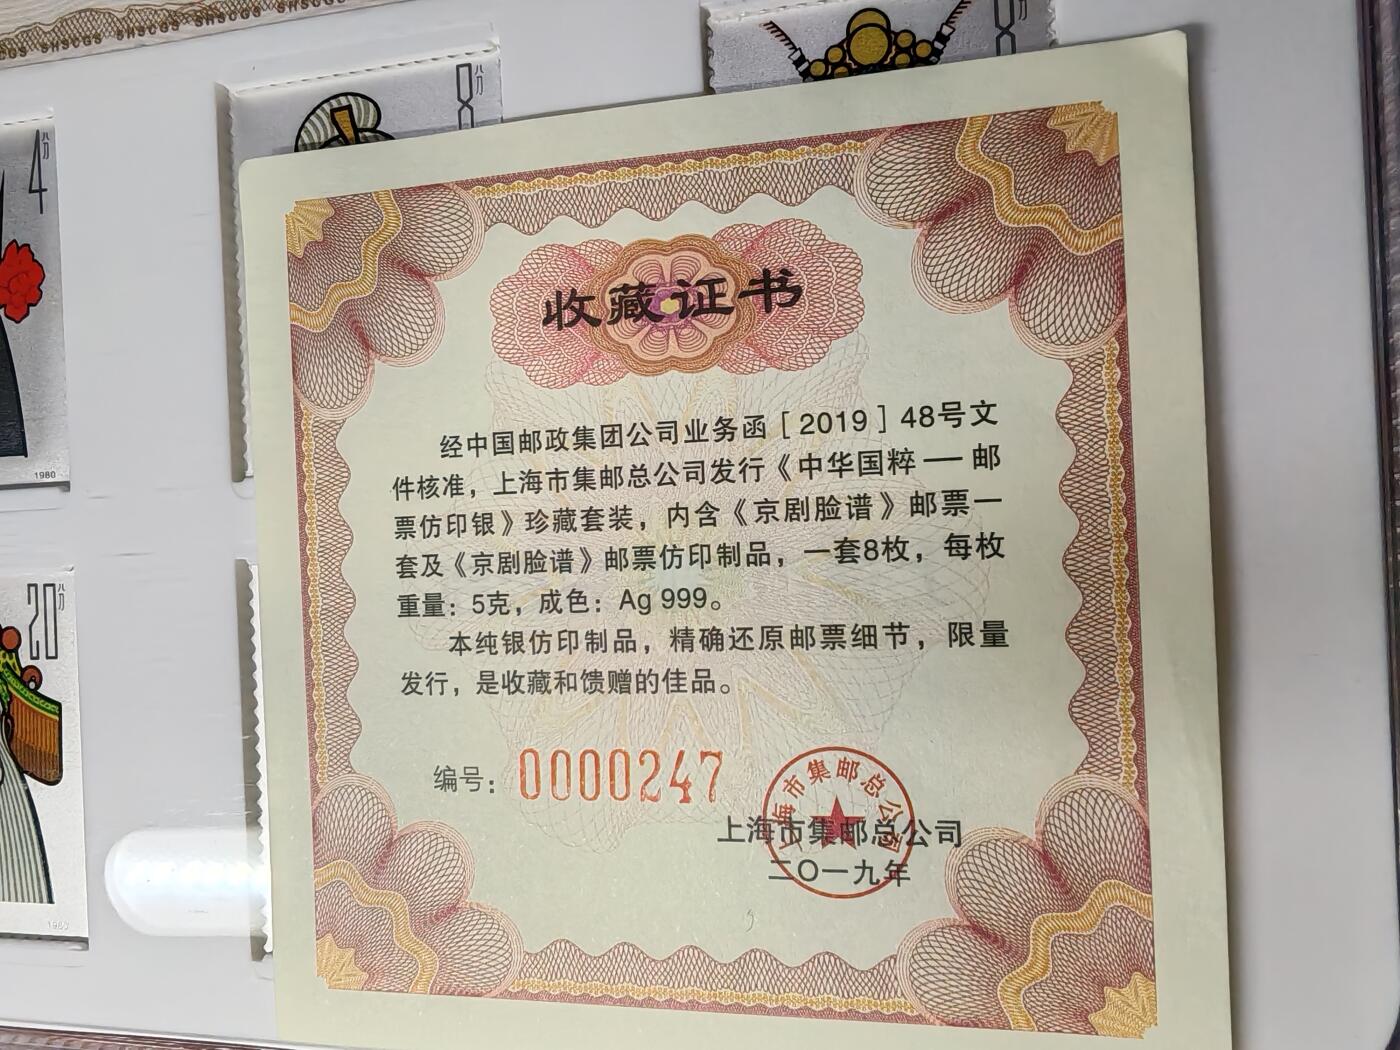 SHSCGS SHSCGS SHSCGS
8分
8分
4分
1980
20分
1980
收藏证书
经中国邮政集团公司业务函［2019］48号文
件核准，上海市集邮总公司发行《中华国粹——邮
票仿印银》珍藏套装，内含《京剧脸谱》邮票一
套及《京剧脸谱》邮票仿印制品，一套8枚，每枚
重量：5克，成色：Ag 999。
本纯银仿印制品，精确还原邮票细节，限量
发行，是收藏和馈赠的佳品。
编号：0000247
上海市集邮总公司
上海市集邮总公司
二〇一九年